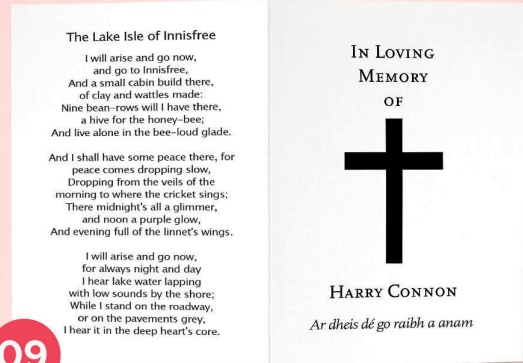 The Lake Isle of Innisfree
I will arise and go now,
and go to Innisfree,
And a small cabin build there,
of clay and wattles made:
Nine bean-rows will I have there,
a hive for the honey-bee;
And live alone in the bee-loud glade.
And I shall have some peace there, for
peace comes dropping slow,
Dropping from the veils of the
morning to where the cricket sings;
There midnight's all a glimmer,
and noon a purple glow,
And evening full of the linnet's wings.
I will arise and go now,
for always night and day
I hear lake water lapping
with low sounds by the shore;
While I stand on the roadway,
or on the pavements grey,
I hear it in the deep heart's core.
09
In Loving
Memory
of
Harry Connon
Ar dheis dé go raibh a anam